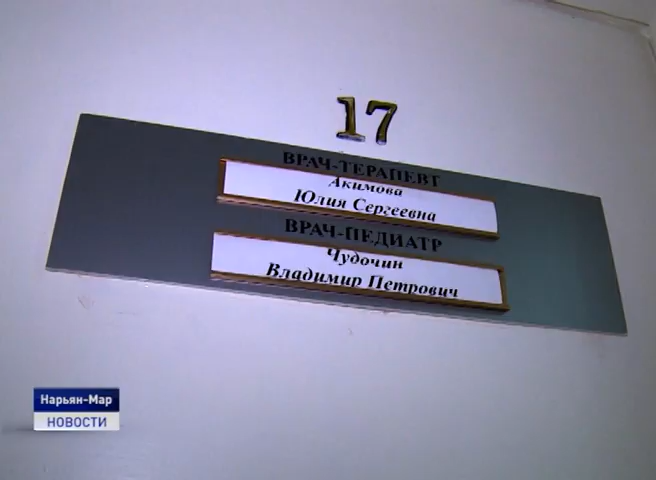 17
ВРАЧ-ТЕРАПЕВТ
Акимова
Юлия Сергеевна
ВРАЧ-ПЕДИАТР
Чудочин
Владимир Петрович
Нарьян-Мар
НОВОСТИ